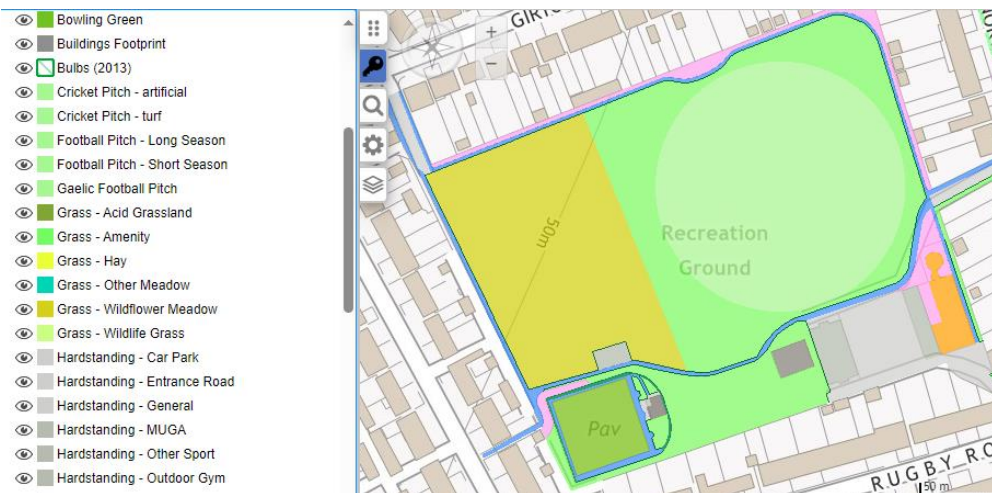 Bowling Green
Buildings Footprint
Bulbs (2013)
Cricket Pitch - artificial
Cricket Pitch - turf
Football Pitch - Long Season
Football Pitch - Short Season
Gaelic Football Pitch
Grass - Acid Grassland
Grass - Amenity
Grass - Hay
Grass - Other Meadow
Grass - Wildflower Meadow
Grass - Wildlife Grass
Hardstanding - Car Park
Hardstanding - Entrance Road
Hardstanding - General
Hardstanding - MUGA
Hardstanding - Other Sport
Hardstanding - Outdoor Gym
50m
Recreation
Ground
Pav
RUGBY RO
50 m